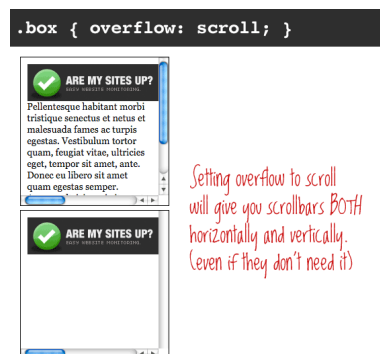 .box { overflow: scroll; }
ARE MY SITES UP?
EASY WEBSITE MONITORING.
Pellentesque habitant morbi
tristique senectus et netus et
malesuada fames ac turpis
egestas. Vestibulum tortor
quam, feugiat vitae, ultricies
eget, tempor sit amet, ante.
Donec eu libero sit amet
quam egestas semper.
Setting overflow to scroll
will give you scrollbars BOTH
horizontally and vertically.
(even if they don't need it)
ARE MY SITES UP?
EASY WEBSITE MONITORING.